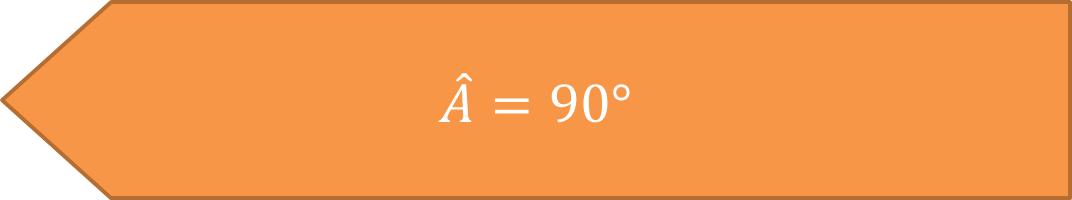 Â = 90°